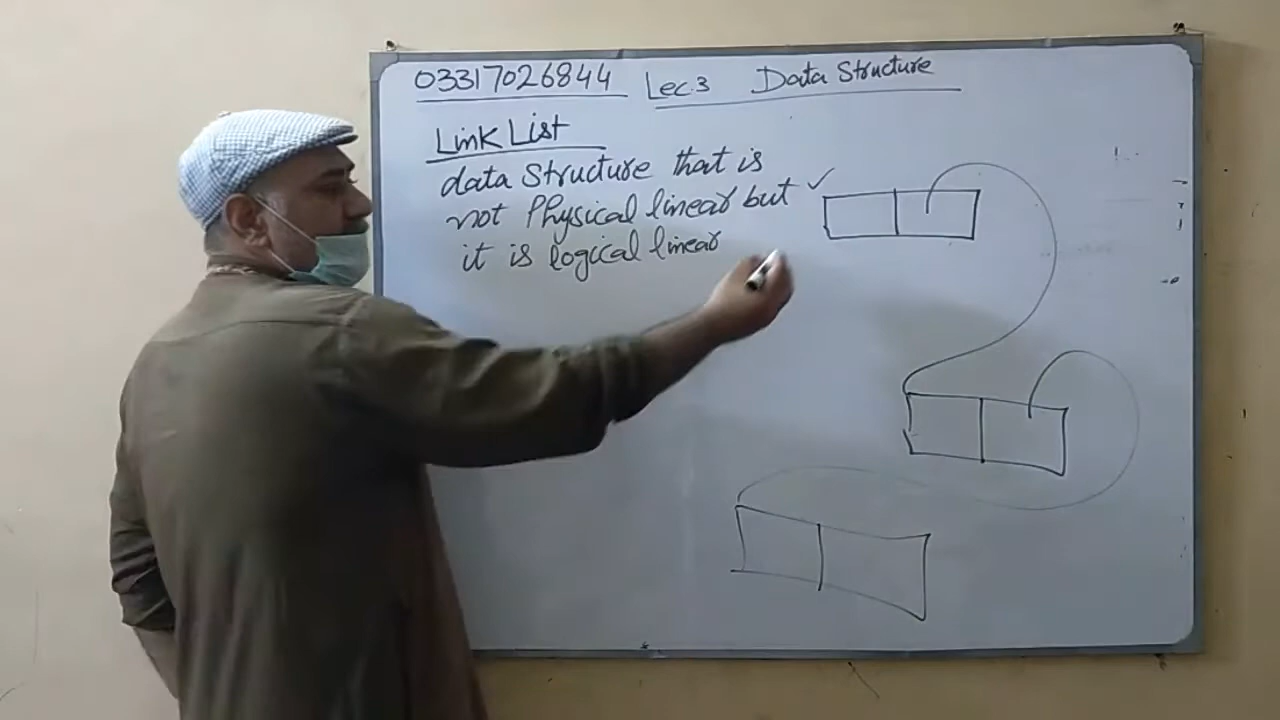 03317026844 Lec.3 Data Structure
Link List
data Structure that is
not Physical linear but
it is logical linear